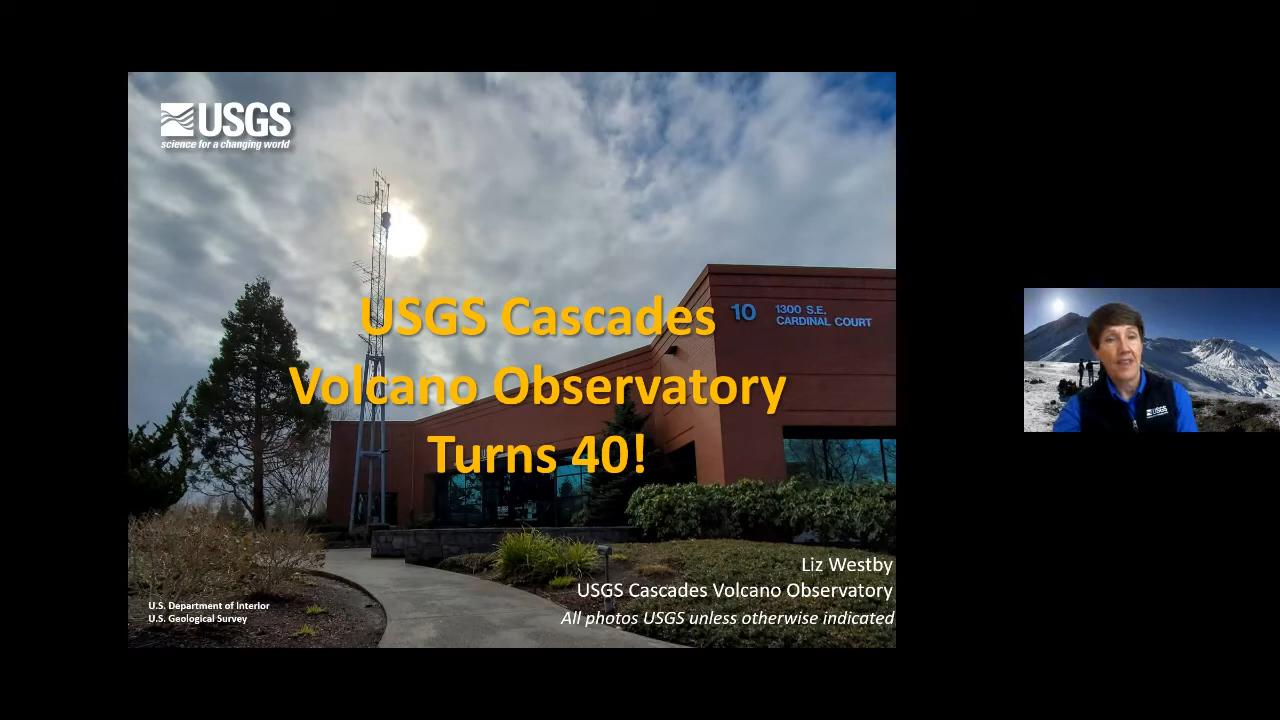 USGS
science for a changing world
10
1300 S.E.
CARDINAL COURT
USGS Cascades
Volcano Observatory
Turns 40!
Liz Westby
USGS Cascades Volcano Observatory
All photos USGS unless otherwise indicated
U.S. Department of Interior
U.S. Geological Survey
USGS